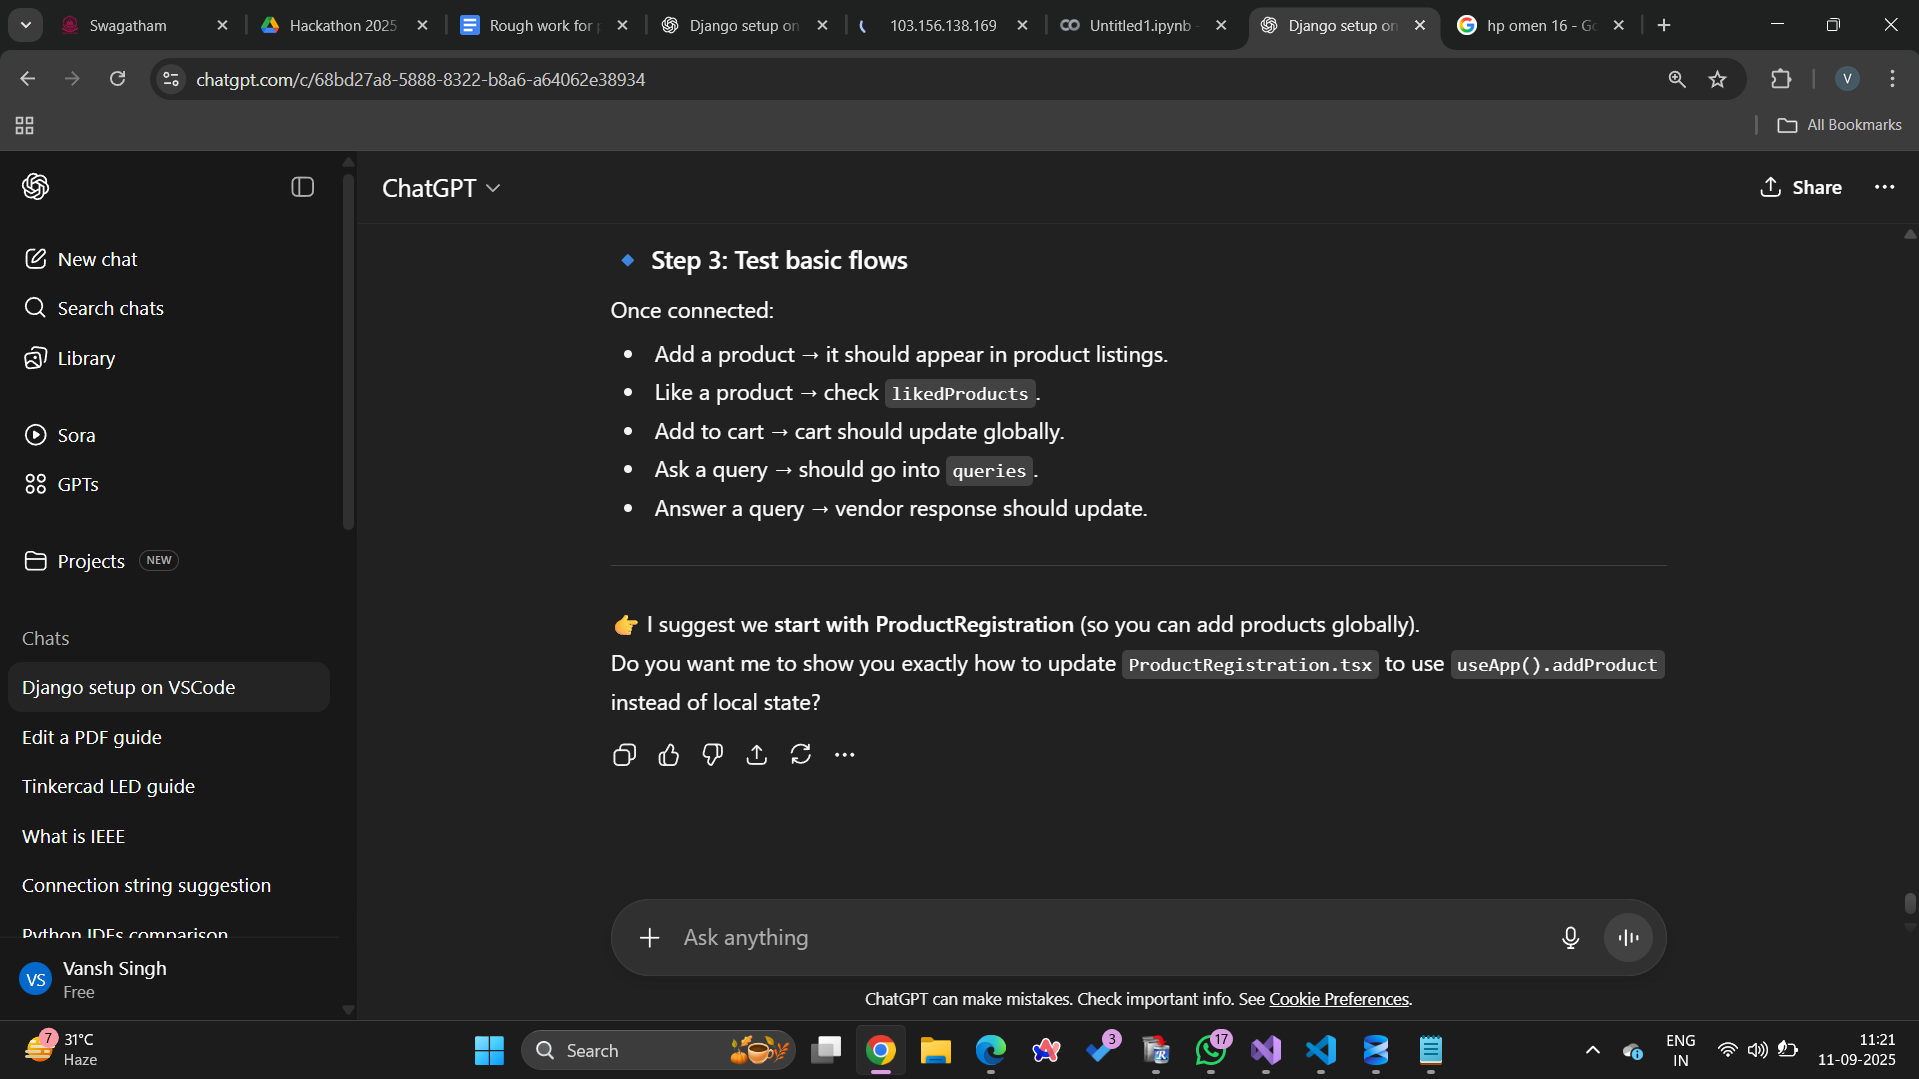 Swagatham
Hackathon 2025
Rough work for p
Django setup on
103.156.138.169
Untitled1.ipynb -
Django setup on
hp omen 16 - Go
chatgpt.com/c/68bd27a8-5888-8322-b8a6-a64062e38934
V
All Bookmarks
New chat
Search chats
Library
Sora
GPTs
Projects NEW
Chats
Django setup on VSCode
Edit a PDF guide
Tinkercad LED guide
What is IEEE
Connection string suggestion
Python IDEs comparison
VS
Vansh Singh
Free
ChatGPT
Share
Step 3: Test basic flows
Once connected:
• Add a product → it should appear in product listings.
• Like a product → check likedProducts.
• Add to cart → cart should update globally.
• Ask a query → should go into queries.
• Answer a query → vendor response should update.
👉 I suggest we start with ProductRegistration (so you can add products globally).
Do you want me to show you exactly how to update ProductRegistration.tsx to use useApp().addProduct
instead of local state?
Ask anything
ChatGPT can make mistakes. Check important info. See Cookie Preferences.
7
31°C
Haze
Search
3
R
17
ENG
IN
11:21
11-09-2025